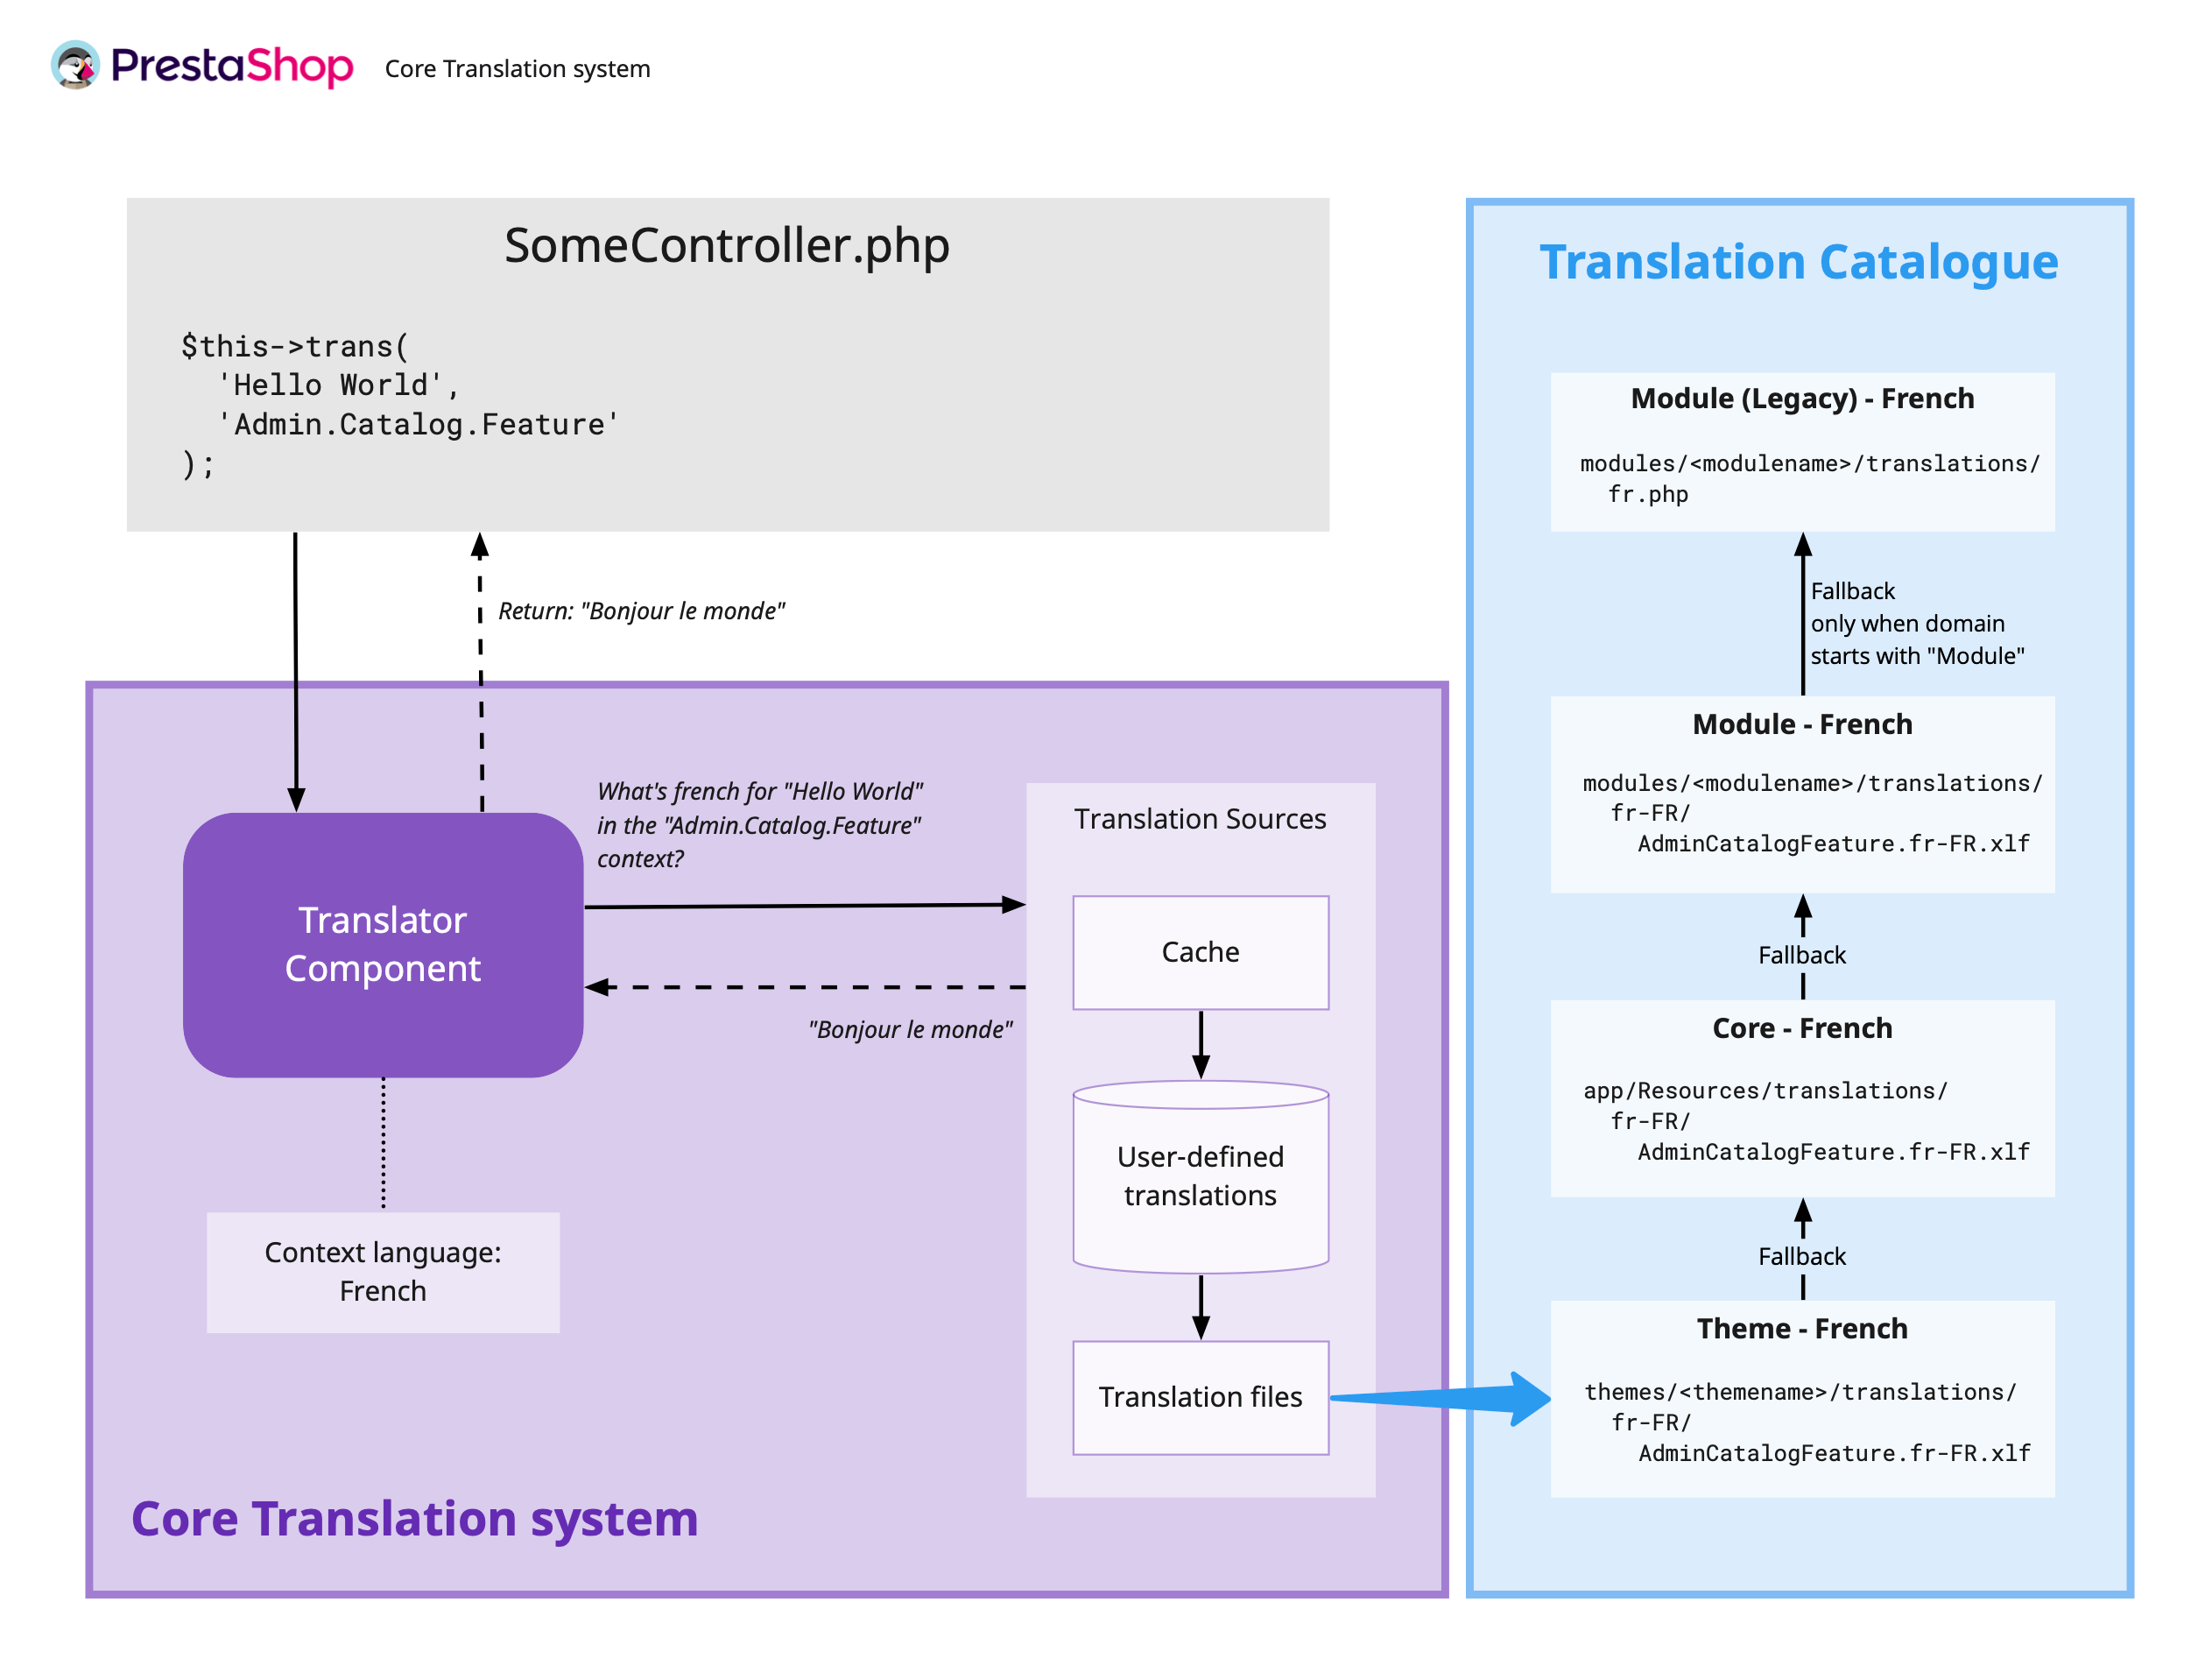 PrestaShop
Core Translation system
SomeController.php
$this->trans(
'Hello World',
'Admin.Catalog.Feature'
);
Return: "Bonjour le monde"
What's french for "Hello World"
in the "Admin.Catalog.Feature"
context?
Translator
Component
"Bonjour le monde"
Context language:
French
Translation Sources
Cache
User-defined
translations
Translation files
Core Translation system
Translation Catalogue
Module (Legacy) - French
modules/<modulename>/translations/
fr.php
Fallback
only when domain
starts with "Module"
Module - French
modules/<modulename>/translations/
fr-FR/
AdminCatalogFeature.fr-FR.xlf
Fallback
Core - French
app/Resources/translations/
fr-FR/
AdminCatalogFeature.fr-FR.xlf
Fallback
Theme - French
themes/<themename>/translations/
fr-FR/
AdminCatalogFeature.fr-FR.xlf